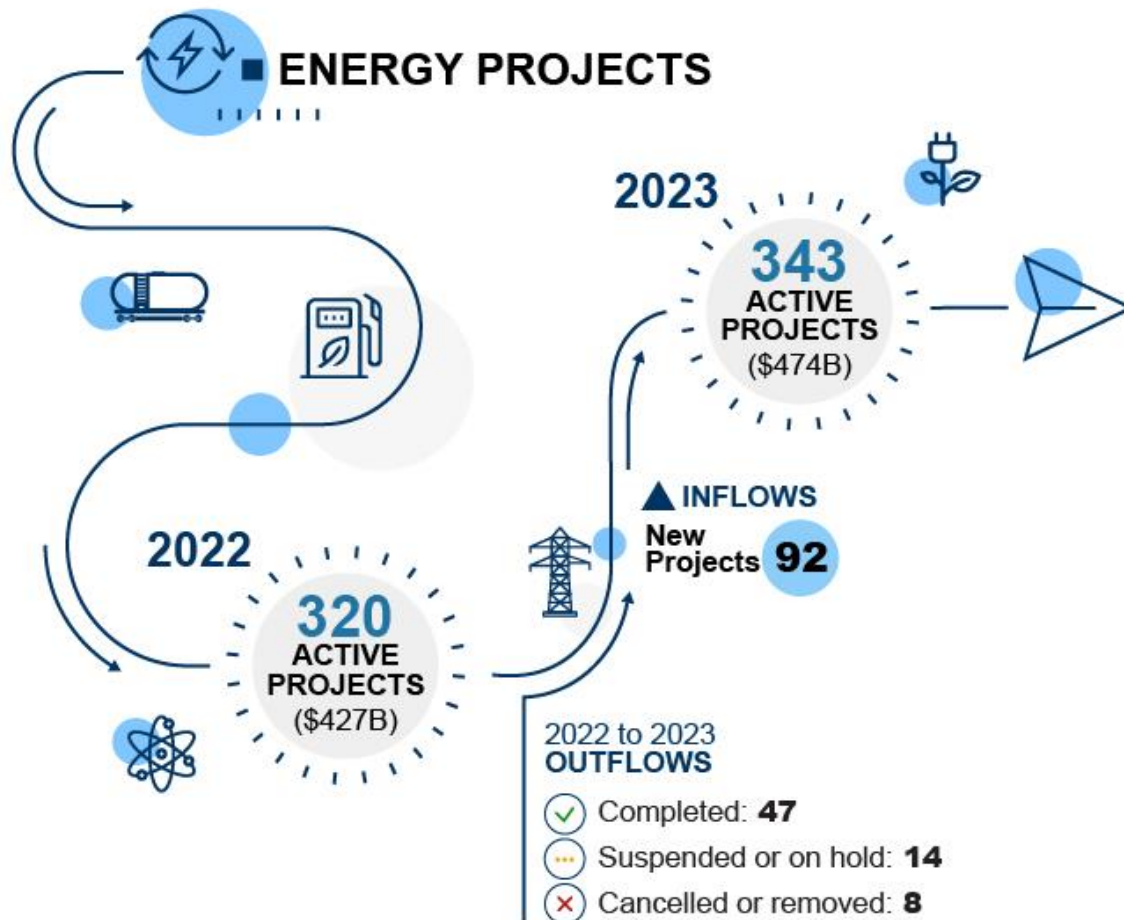 ENERGY PROJECTS
2023
343
ACTIVE
PROJECTS
($474B)
INFLOWS
New
Projects 92
2022
320
ACTIVE
PROJECTS
($427B)
2022 to 2023
OUTFLOWS
Completed: 47
Suspended or on hold: 14
Cancelled or removed: 8